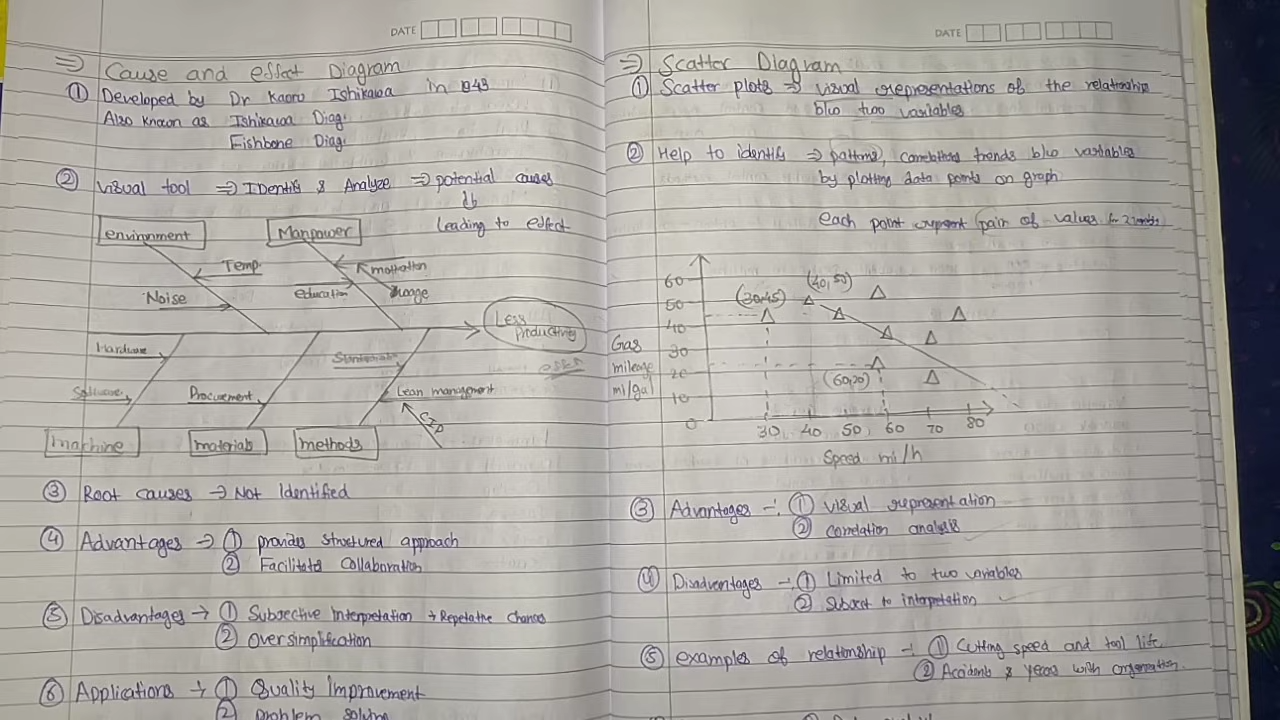 DATE
⇒ Cause and effect Diagram
① Developed by Dr Kaoru Ishikawa in 1943
Also known as Ishikawa Diag.
Fishbone Diag.
② Visual tool ⇒ IDentify & Analyze ⇒ potential causes
Leading to effect
environment
Manpower
Temp
Noise
motivation
education
wage
Less
Productivity
effect
Hardware
Software
Procurement
Lean management
machine
materials
methods
③ Root causes → Not Identified
④ Advantages → ① provides structured approach
② Facilitates Collaboration
⑤ Disadvantages → ① Subjective Interpretation → Repetative Chances
② Oversimplification
⑥ Applications → ① Quality Improvement
② Problem Solving
DATE
⇒ Scatter Diagram
① Scatter plots ⇒ visual representations of the relationship
b/w two variables
② Help to identify ⇒ patterns, correlations trends b/w variables
by plotting data points on graph
each point represent pair of values for 2
60
50
40
30
20
10
0
(30,45)
(40,50)
(60,20)
Gas
mileage
mi/gal
30 40 50 60 70 80
Speed mi/h
③ Advantages -: ① visual representation
② Correlation analysis
④ Disadvantages -: ① Limited to two variables
② Subject to interpretation
⑤ examples of relationship -: ① Cutting speed and tool life
② Accidents & years with organization.